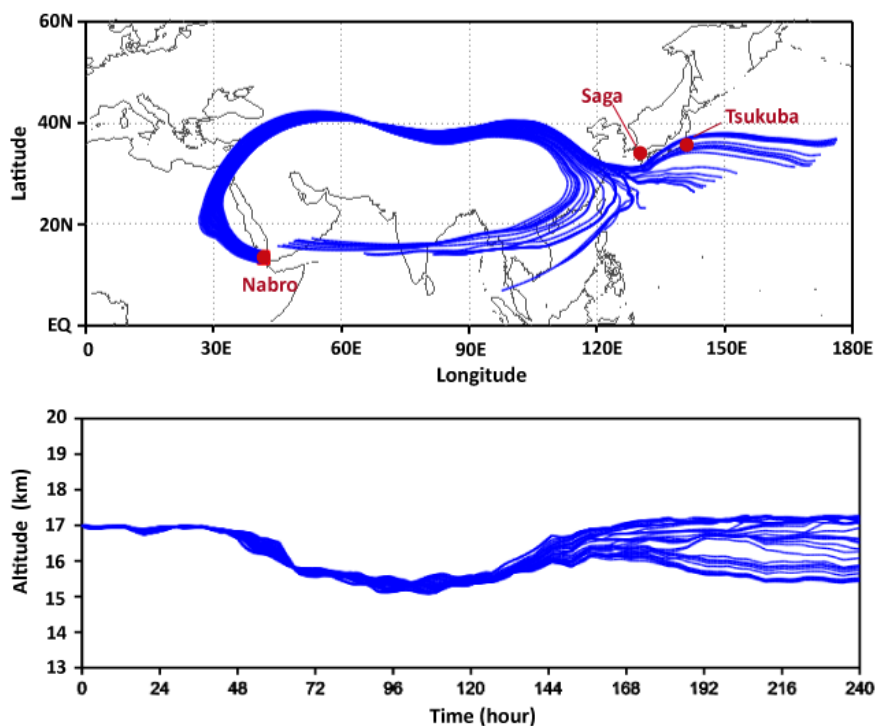 60N
40N
20N
EQ
Latitude
Saga
Tsukuba
Nabro
0 30E 60E 90E 120E 150E 180E
Longitude
20
19
18
17
16
15
14
13
Altitude (km)
0 24 48 72 96 120 144 168 192 216 240
Time (hour)